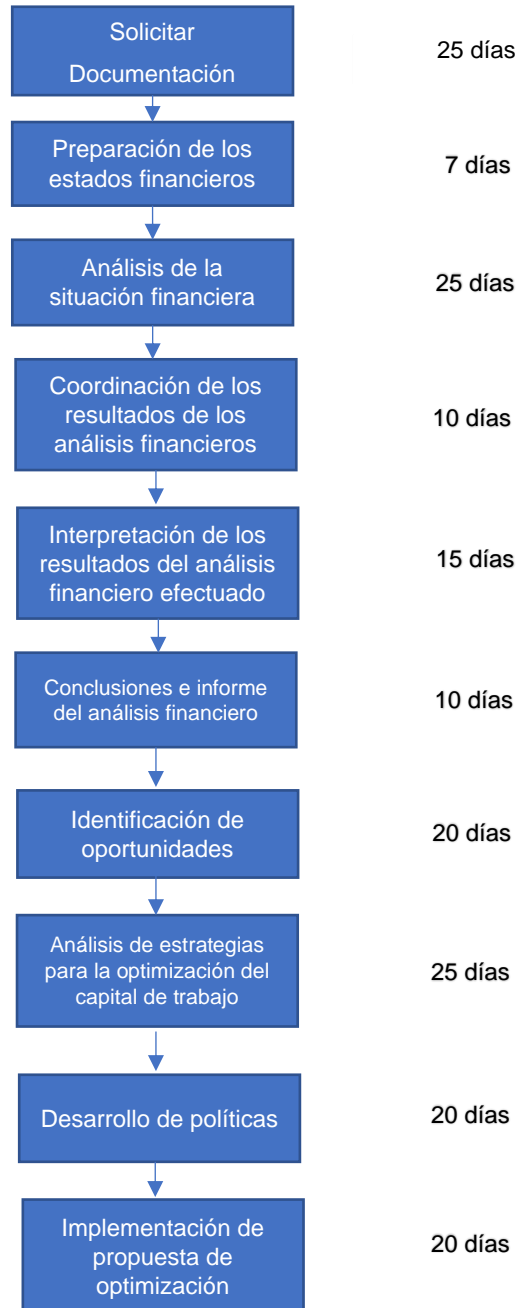 Solicitar
Documentación
25 días
Preparación de los
estados financieros
7 días
Análisis de la
situación financiera
25 días
Coordinación de los
resultados de los
análisis financieros
10 días
Interpretación de los
resultados del análisis
financiero efectuado
15 días
Conclusiones e informe
del análisis financiero
10 días
Identificación de
oportunidades
20 días
Análisis de estrategias
para la optimización del
capital de trabajo
25 días
Desarrollo de políticas
20 días
Implementación de
propuesta de
optimización
20 días